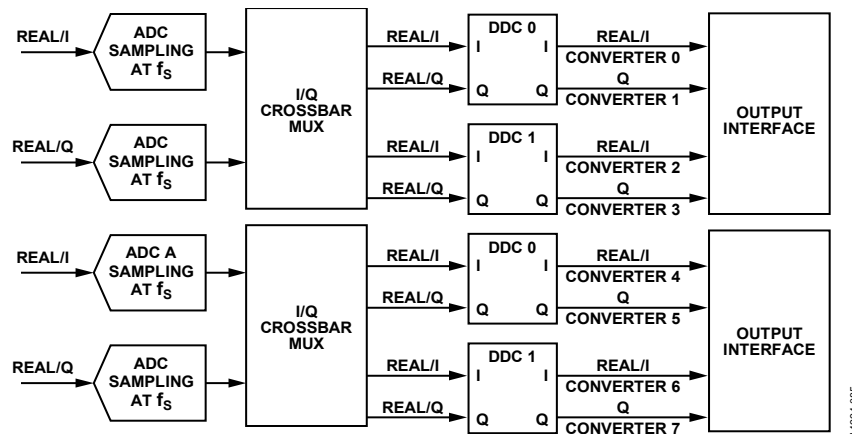 REAL/I
ADC
SAMPLING
AT fS
REAL/Q
ADC
SAMPLING
AT fS
I/Q
CROSSBAR
MUX
REAL/I
REAL/Q
REAL/I
REAL/Q
DDC 0
I I
Q Q
DDC 1
I I
Q Q
REAL/I
CONVERTER 0
Q
CONVERTER 1
REAL/I
CONVERTER 2
Q
CONVERTER 3
OUTPUT
INTERFACE
REAL/I
ADC A
SAMPLING
AT fS
REAL/Q
ADC
SAMPLING
AT fS
I/Q
CROSSBAR
MUX
REAL/I
REAL/Q
REAL/I
REAL/Q
DDC 0
I I
Q Q
DDC 1
I I
Q Q
REAL/I
CONVERTER 4
Q
CONVERTER 5
REAL/I
CONVERTER 6
Q
CONVERTER 7
OUTPUT
INTERFACE